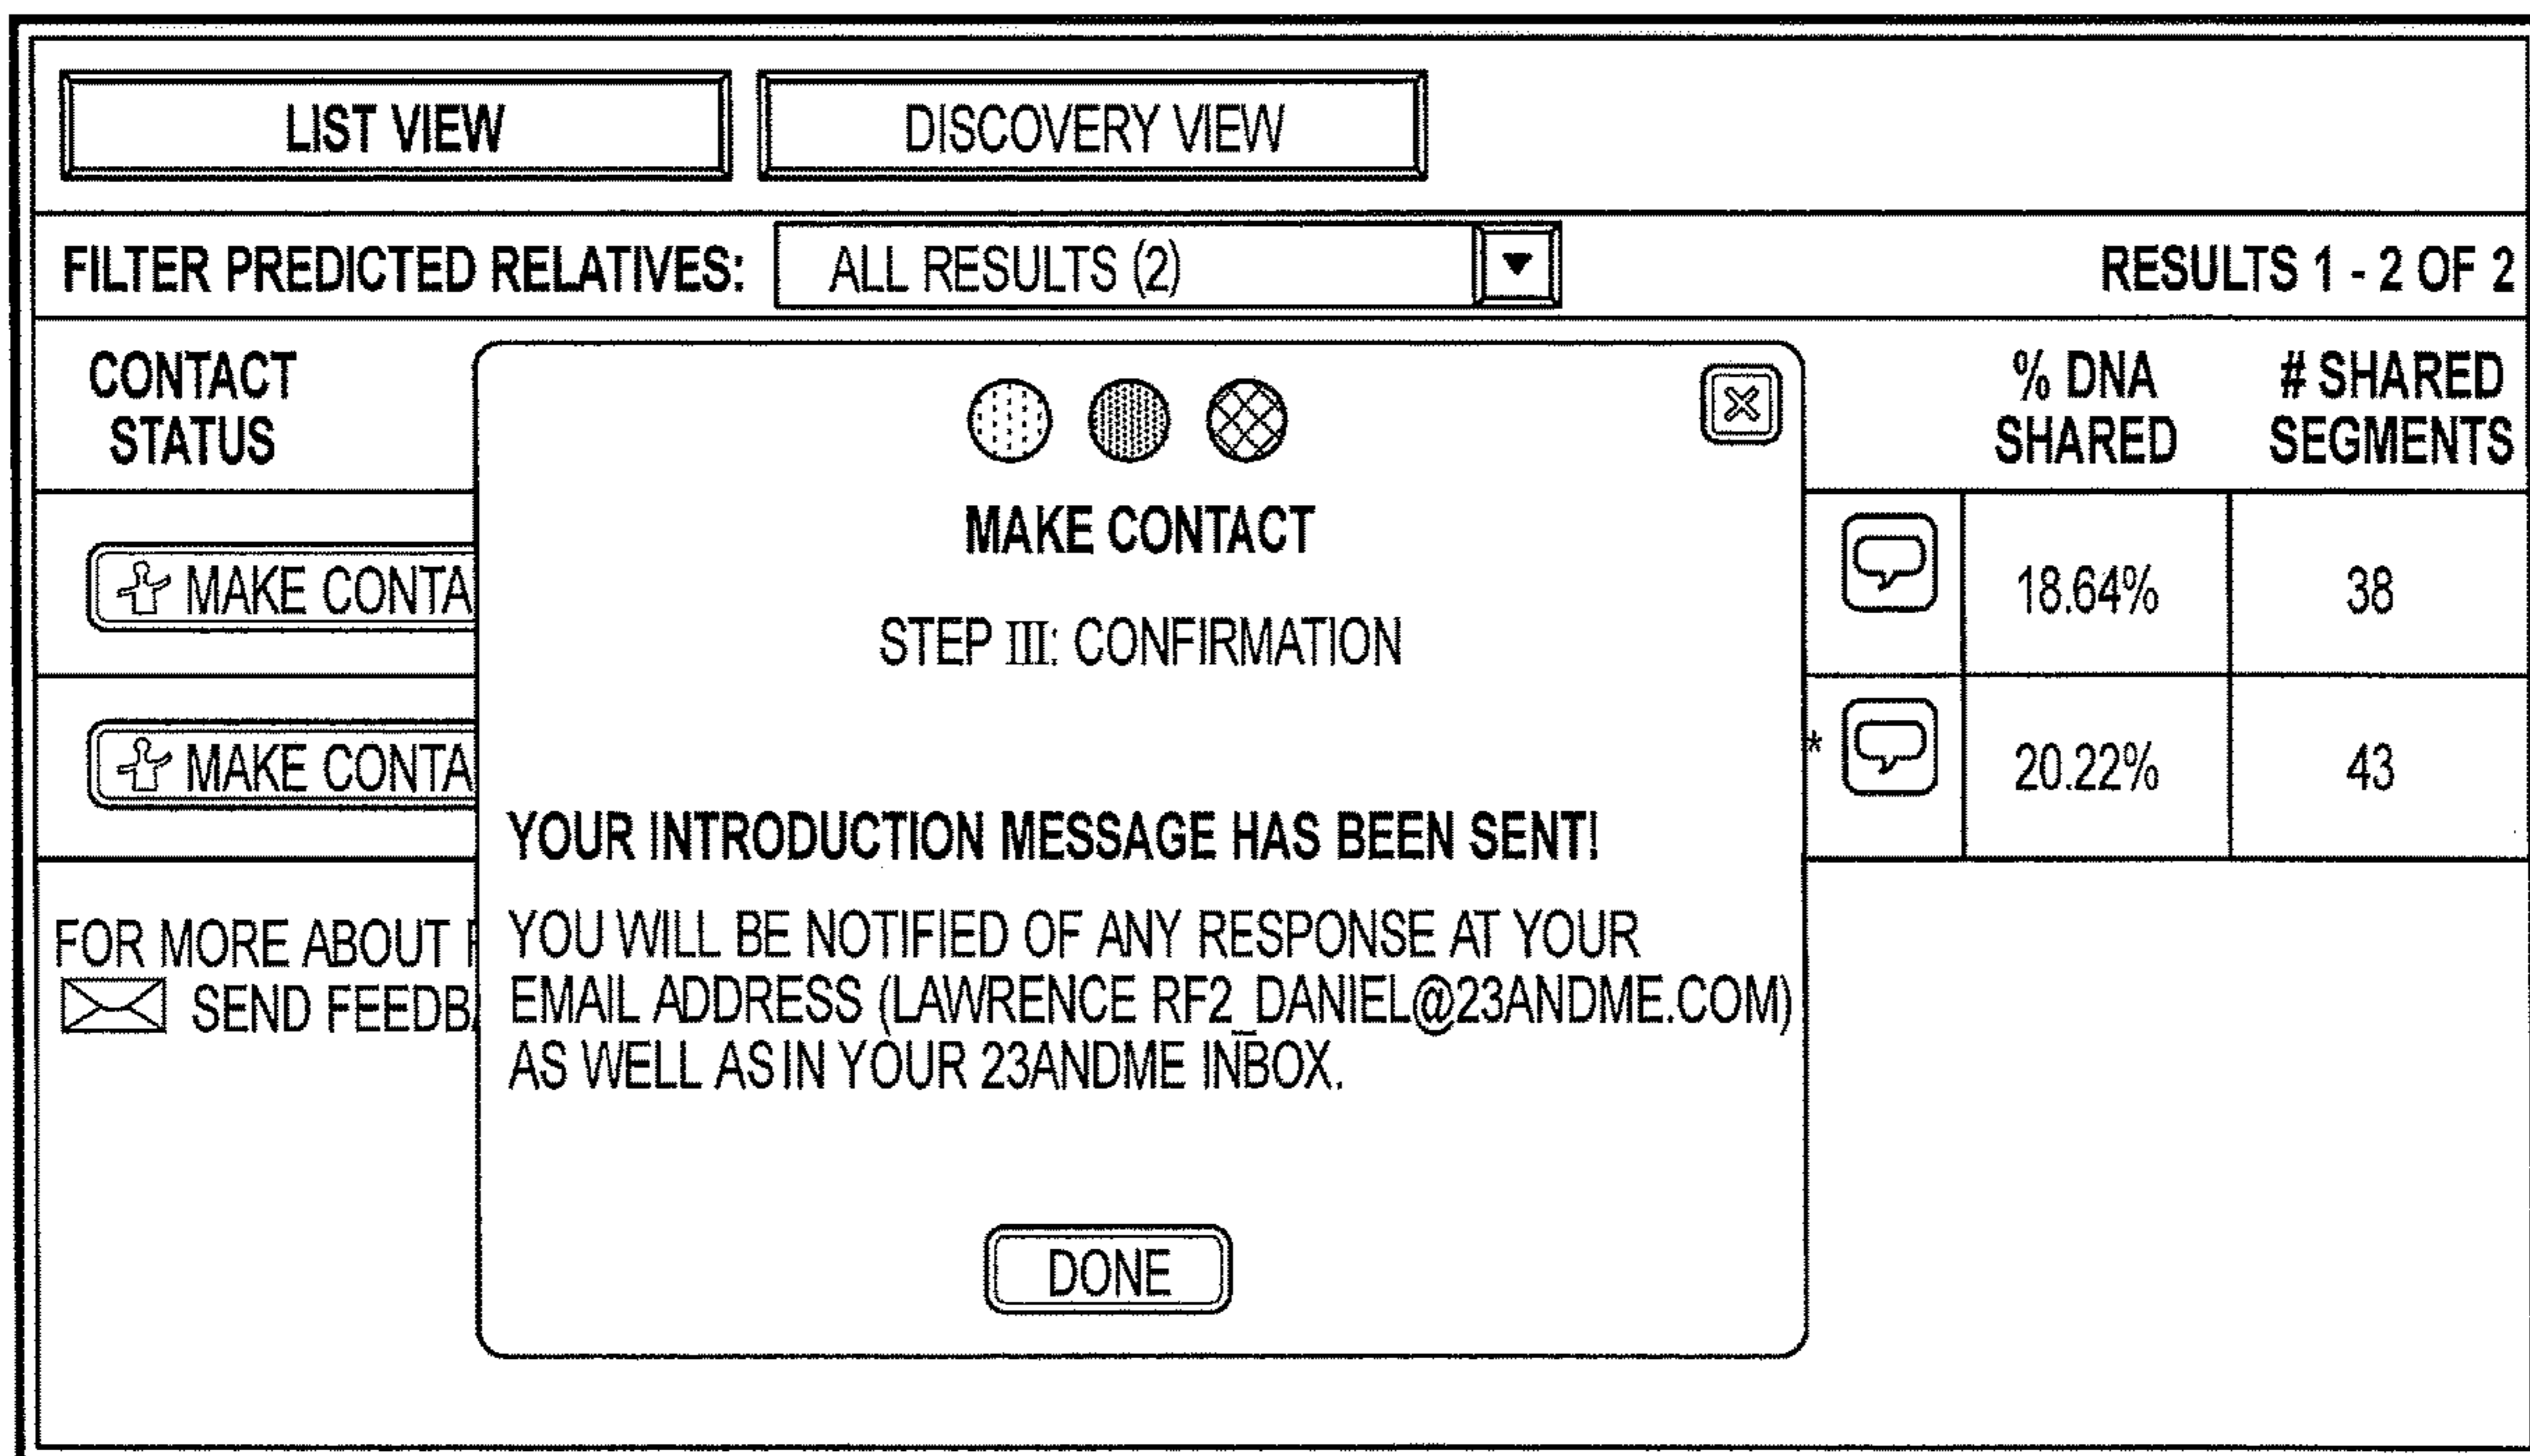 LIST VIEW
DISCOVERY VIEW
FILTER PREDICTED RELATIVES: ALL RESULTS (2)
RESULTS 1 - 2 OF 2
CONTACT
STATUS
% DNA
SHARED
# SHARED
SEGMENTS
MAKE CONTA
18.64%
38
MAKE CONTA
*
20.22%
43
FOR MORE ABOUT
SEND FEEDBA
MAKE CONTACT
STEP III: CONFIRMATION
YOUR INTRODUCTION MESSAGE HAS BEEN SENT!
YOU WILL BE NOTIFIED OF ANY RESPONSE AT YOUR
EMAIL ADDRESS (LAWRENCE RF2_DANIEL@23ANDME.COM)
AS WELL AS IN YOUR 23ANDME INBOX.
DONE